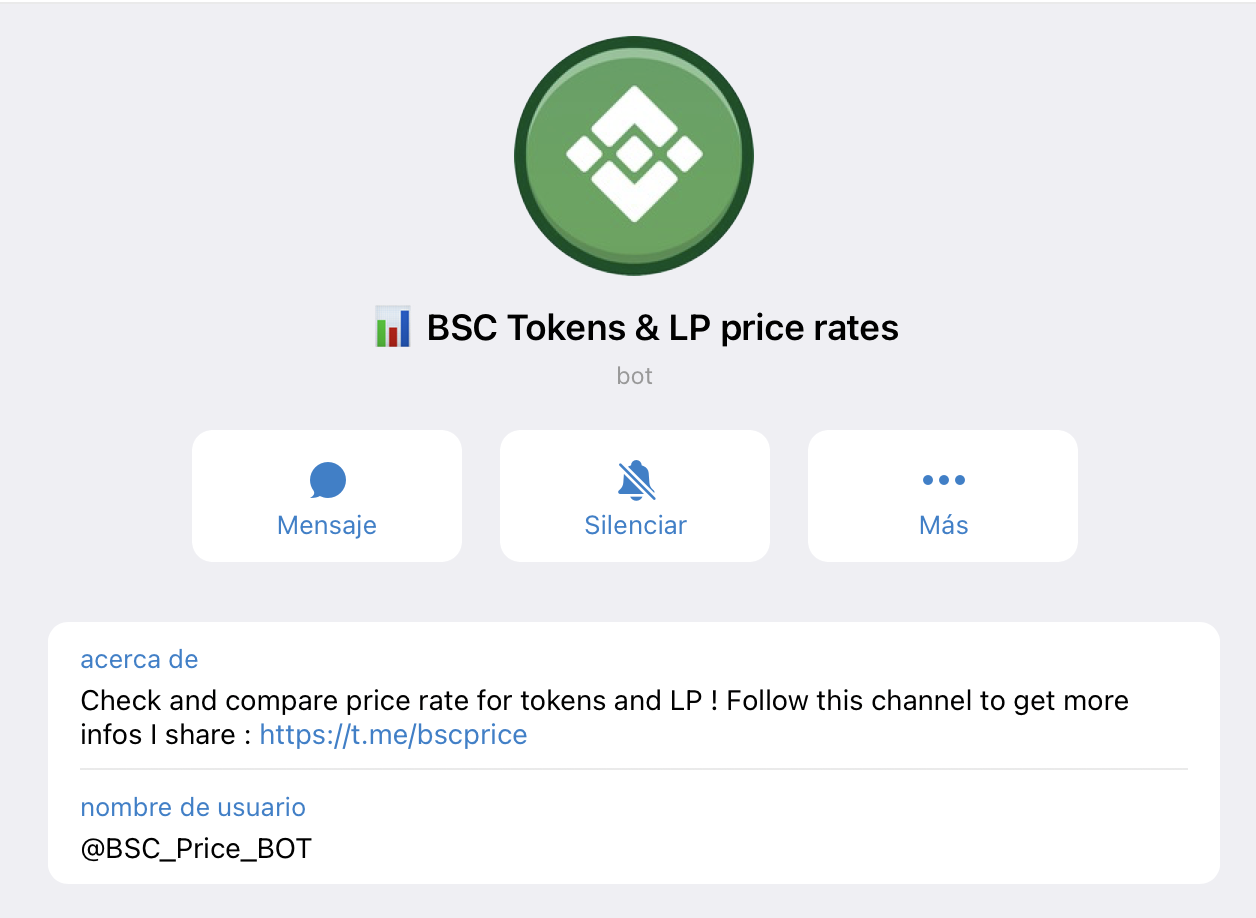 📊 BSC Tokens & LP price rates
bot
Mensaje
Silenciar
Más
acerca de
Check and compare price rate for tokens and LP ! Follow this channel to get more
infos I share : https://t.me/bscprice
nombre de usuario
@BSC_Price_BOT